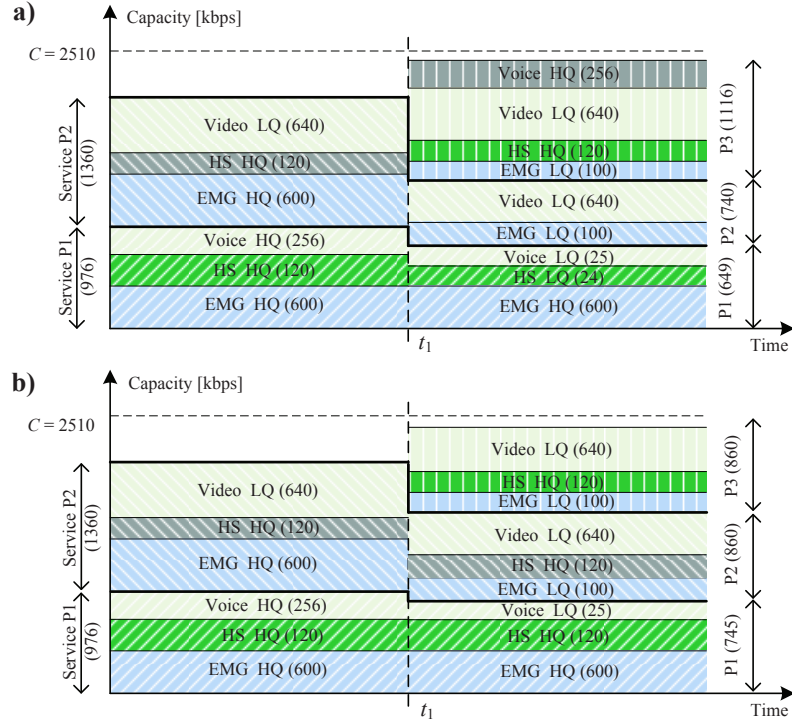 a)
Capacity [kbps]
C = 2510
Voice HQ (256)
Video LQ (640)
Video LQ (640)
HS HQ (120)
HS HQ (120)
EMG LQ (100)
EMG HQ (600)
Video LQ (640)
EMG LQ (100)
Voice HQ (256)
Voice LQ (25)
HS HQ (120)
HS LQ (24)
EMG HQ (600)
EMG HQ (600)
Service P2
(1360)
Service P1
(976)
P3 (1116)
P2 (740)
P1 (649)
t1
Time
b)
Capacity [kbps]
C = 2510
Video LQ (640)
Video LQ (640)
HS HQ (120)
EMG LQ (100)
HS HQ (120)
Video LQ (640)
EMG HQ (600)
HS HQ (120)
EMG LQ (100)
Voice HQ (256)
Voice LQ (25)
HS HQ (120)
HS HQ (120)
EMG HQ (600)
EMG HQ (600)
Service P2
(1360)
Service P1
(976)
P3 (860)
P2 (860)
P1 (745)
t1
Time